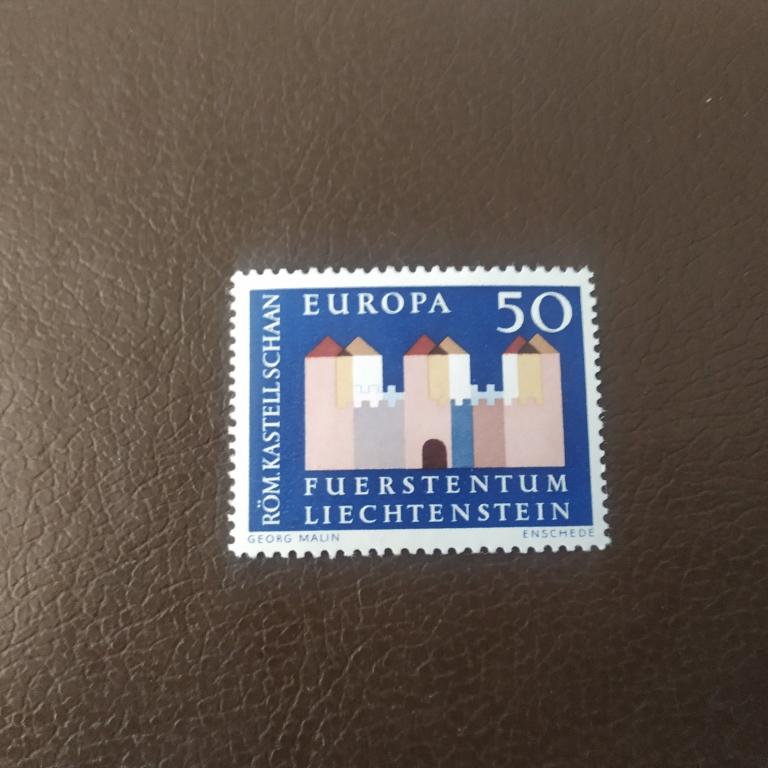 EUROPA
50
RÖM. KASTELL SCHAAN
FUERSTENTUM
LIECHTENSTEIN
GEORG MALIN
ENSCHEDE